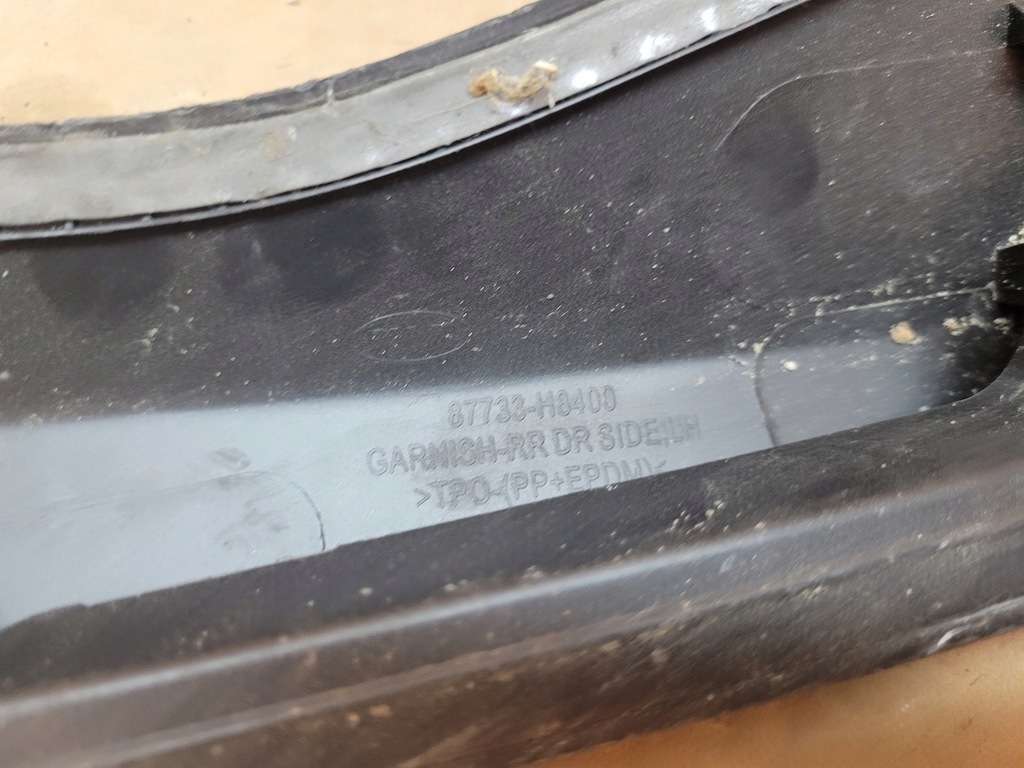 87733-H8400
GARNISH-RR DR SIDE,LH
>TPO-(PP+EPDM)<